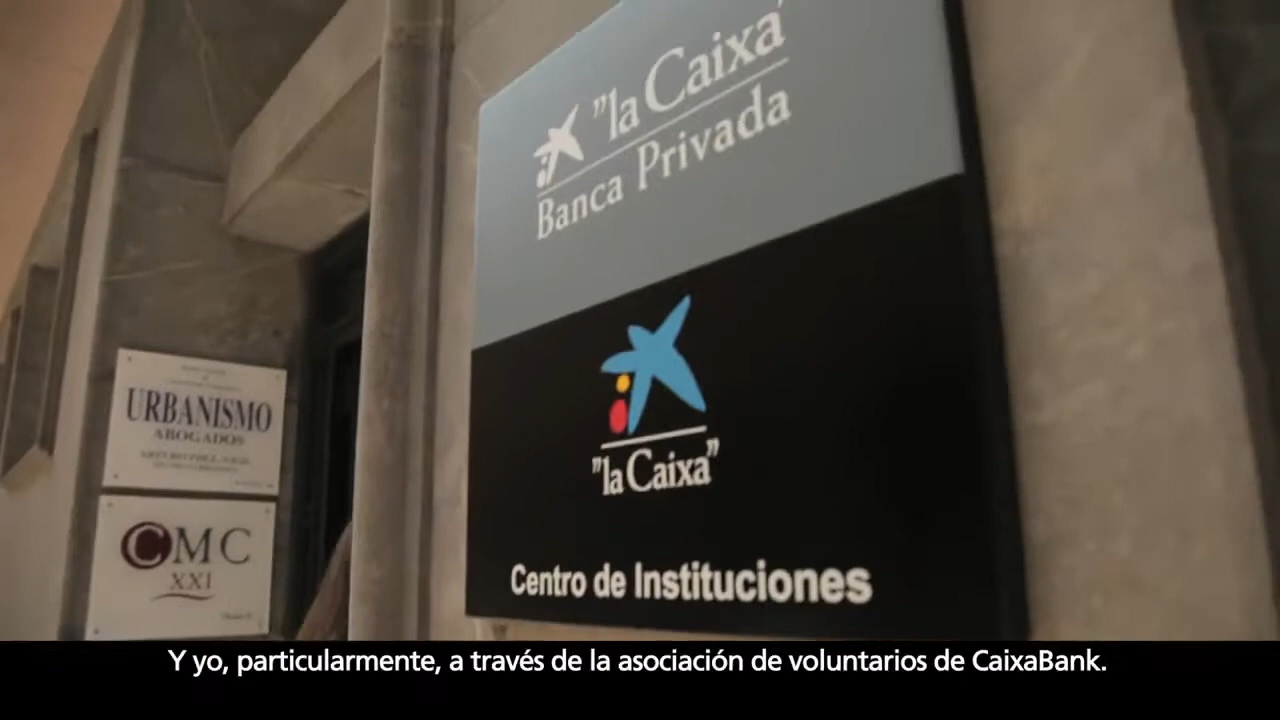 "la Caixa"
Banca Privada
"la Caixa"
Centro de Instituciones
URBANISMO
ABOGADOS
CMC
XXI
Y yo, particularmente, a través de la asociación de voluntarios de CaixaBank.